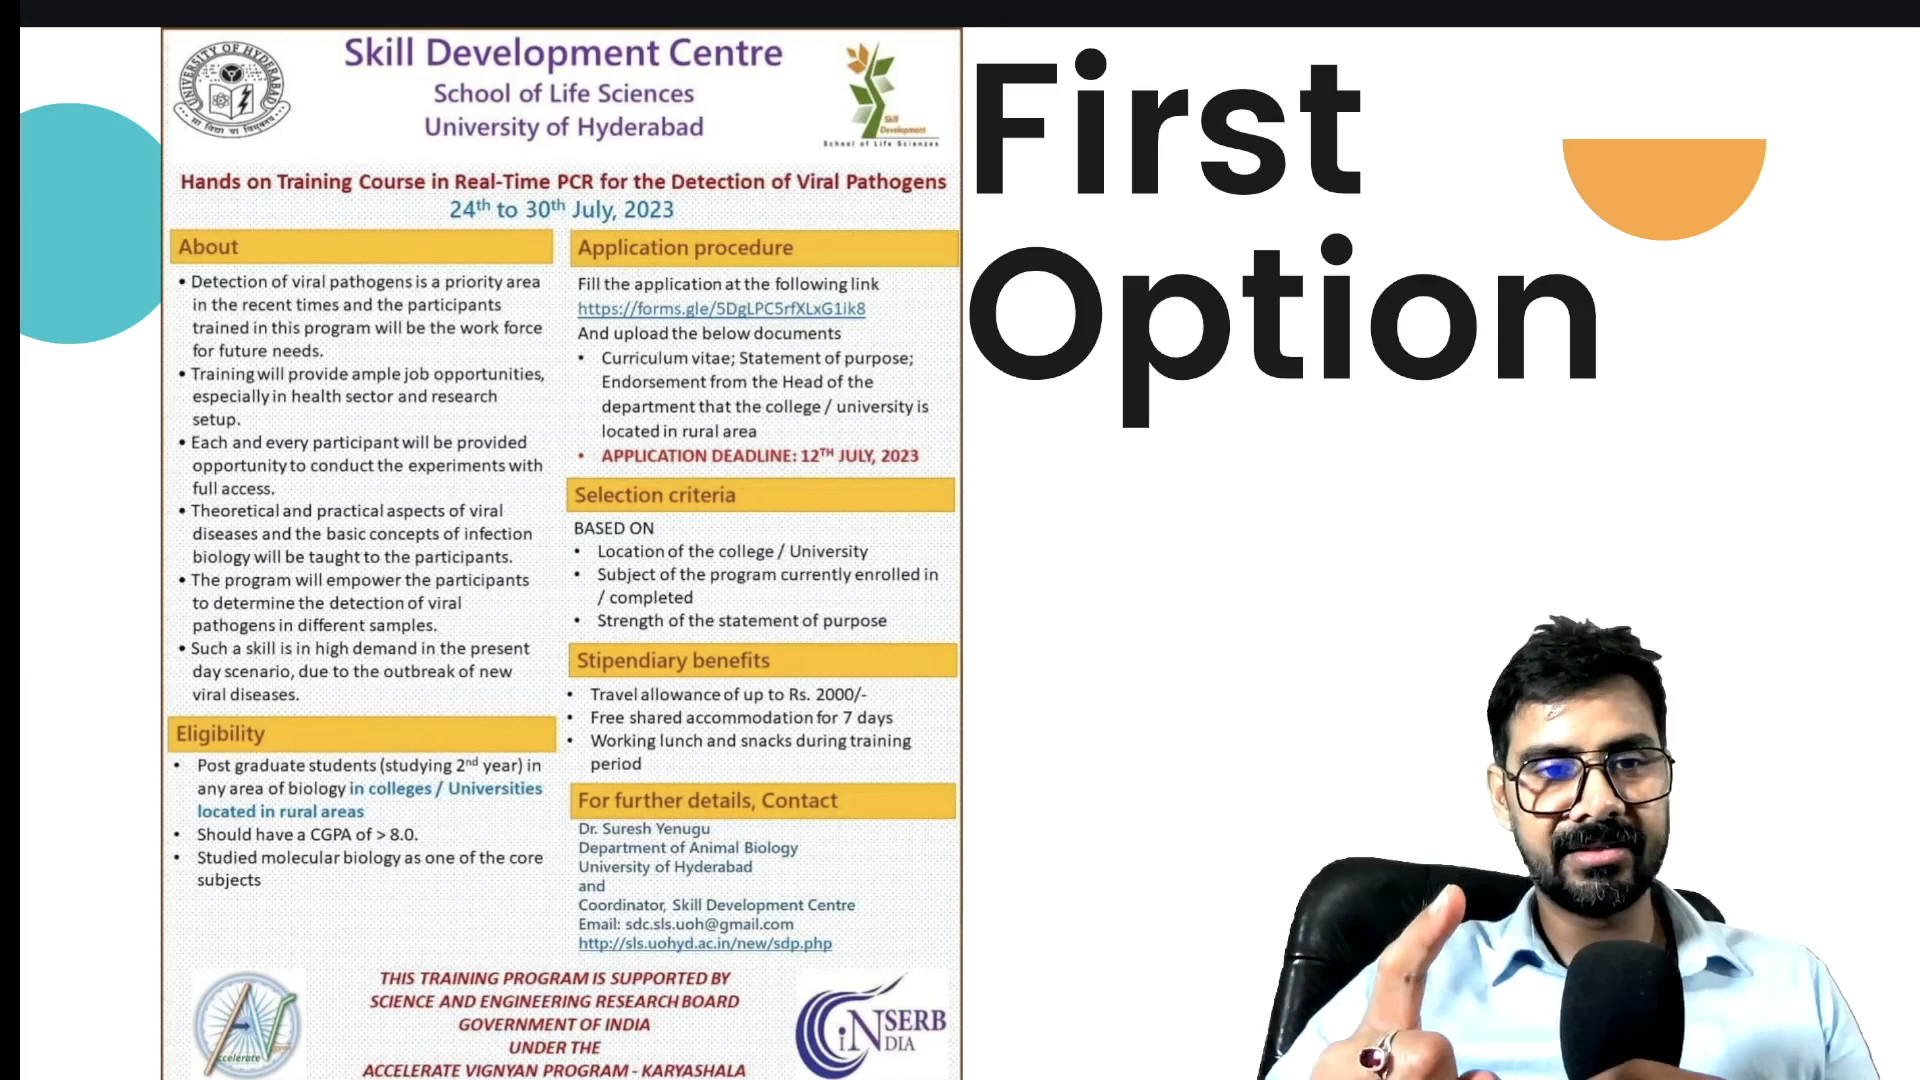 UNIVERSITY OF HYDERABAD
सा विद्या या विमुक्तये
Skill Development Centre
School of Life Sciences
University of Hyderabad
Skill
Development
School of Life Sciences
Hands on Training Course in Real-Time PCR for the Detection of Viral Pathogens
24th to 30th July, 2023
About
• Detection of viral pathogens is a priority area
in the recent times and the participants
trained in this program will be the work force
for future needs.
• Training will provide ample job opportunities,
especially in health sector and research
setup.
• Each and every participant will be provided
opportunity to conduct the experiments with
full access.
• Theoretical and practical aspects of viral
diseases and the basic concepts of infection
biology will be taught to the participants.
• The program will empower the participants
to determine the detection of viral
pathogens in different samples.
• Such a skill is in high demand in the present
day scenario, due to the outbreak of new
viral diseases.
Eligibility
• Post graduate students (studying 2nd year) in
any area of biology in colleges / Universities
located in rural areas
• Should have a CGPA of > 8.0.
• Studied molecular biology as one of the core
subjects
Application procedure
Fill the application at the following link
https://forms.gle/5DgLPC5rfXLxG1ik8
And upload the below documents
• Curriculum vitae; Statement of purpose;
Endorsement from the Head of the
department that the college / university is
located in rural area
• APPLICATION DEADLINE: 12TH JULY, 2023
Selection criteria
BASED ON
• Location of the college / University
• Subject of the program currently enrolled in
/ completed
• Strength of the statement of purpose
Stipendiary benefits
• Travel allowance of up to Rs. 2000/-
• Free shared accommodation for 7 days
• Working lunch and snacks during training
period
For further details, Contact
Dr. Suresh Yenugu
Department of Animal Biology
University of Hyderabad
and
Coordinator, Skill Development Centre
Email: sdc.sls.uoh@gmail.com
http://sls.uohyd.ac.in/new/sdp.php
THIS TRAINING PROGRAM IS SUPPORTED BY
SCIENCE AND ENGINEERING RESEARCH BOARD
GOVERNMENT OF INDIA
UNDER THE
ACCELERATE VIGNYAN PROGRAM - KARYASHALA
SERB
INDIA
First
Option